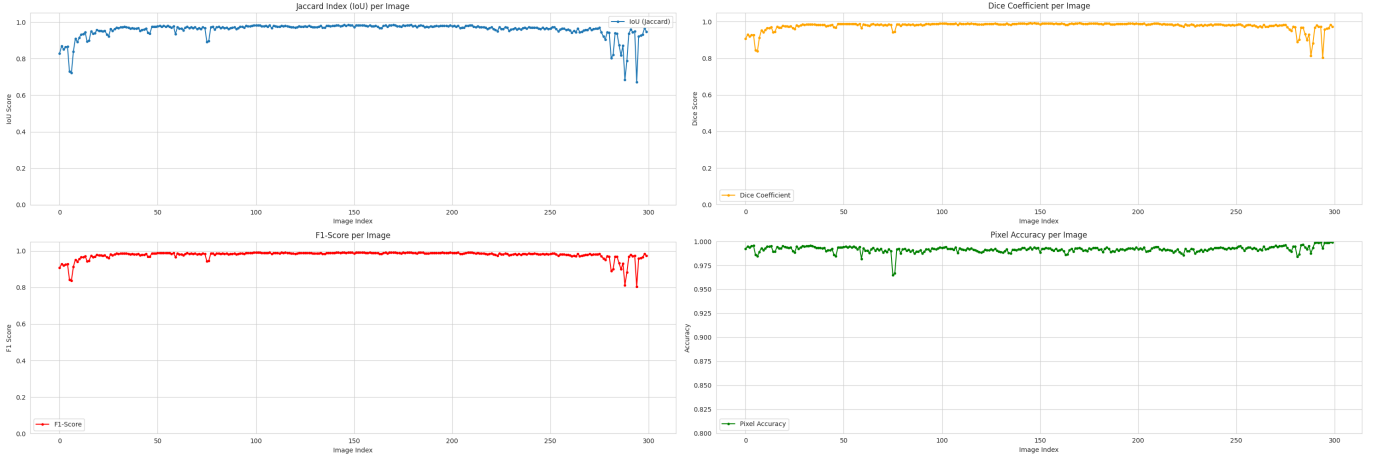 Jaccard Index (IoU) per Image
IoU (Jaccard)
IoU Score
1.0
0.8
0.6
0.4
0.2
0.0
0 50 100 150 200 250 300
Image Index
Dice Coefficient per Image
Dice Score
1.0
0.8
0.6
0.4
0.2
0.0
Dice Coefficient
0 50 100 150 200 250 300
Image Index
F1-Score per Image
F1 Score
1.0
0.8
0.6
0.4
0.2
0.0
F1-Score
0 50 100 150 200 250 300
Image Index
Pixel Accuracy per Image
Accuracy
1.000
0.975
0.950
0.925
0.900
0.875
0.850
0.825
0.800
Pixel Accuracy
0 50 100 150 200 250 300
Image Index